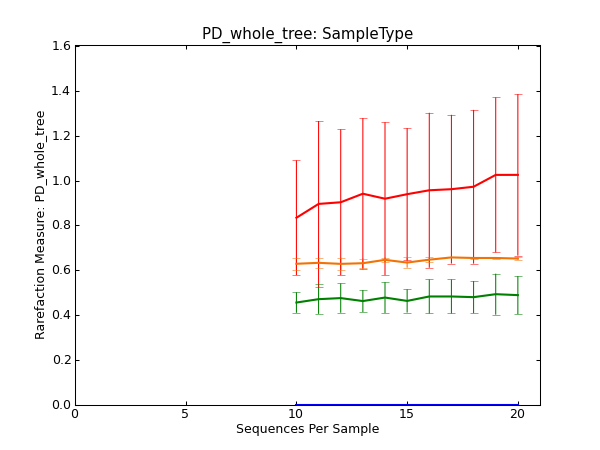 PD_whole_tree: SampleType
Rarefaction Measure: PD_whole_tree
1.6
1.4
1.2
1.0
0.8
0.6
0.4
0.2
0.0
0 5 10 15 20
Sequences Per Sample